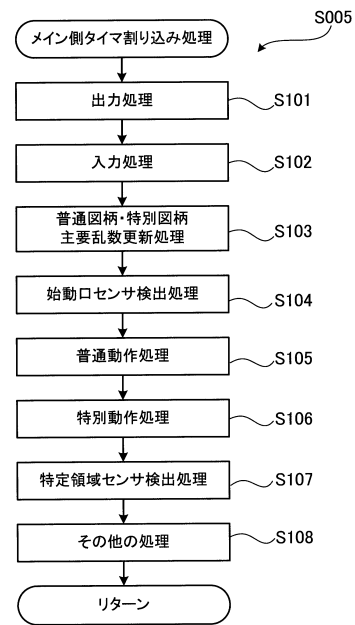 メイン側タイマ割り込み処理
S005
出力処理
S101
入力処理
S102
普通図柄・特別図柄
主要乱数更新処理
S103
始動口センサ検出処理
S104
普通動作処理
S105
特別動作処理
S106
特定領域センサ検出処理
S107
その他の処理
S108
リターン